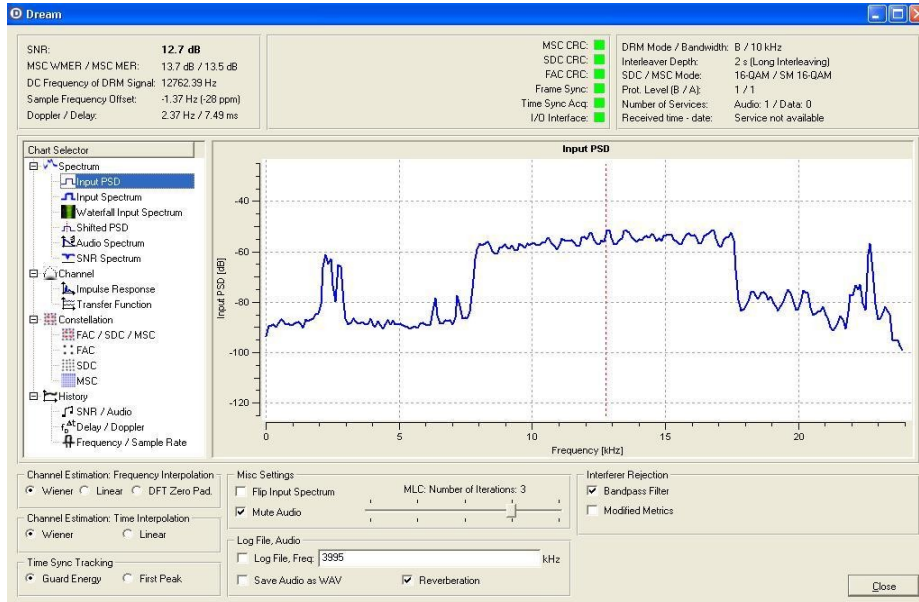 Dream
SNR: 12.7 dB
MSC WMER / MSC MER: 13.7 dB / 13.5 dB
DC Frequency of DRM Signal: 12762.39 Hz
Sample Frequency Offset: -1.37 Hz (-28 ppm)
Doppler / Delay: 2.37 Hz / 7.49 ms
MSC CRC:
SDC CRC:
FAC CRC:
Frame Sync:
Time Sync Acq:
I/O Interface:
DRM Mode / Bandwidth: B / 10 kHz
Interleaver Depth: 2 s (Long Interleaving)
SDC / MSC Mode: 16-QAM / SM 16-QAM
Prot. Level (B / A): 1 / 1
Number of Services: Audio: 1 / Data: 0
Received time - date: Service not available
Chart Selector
Spectrum
Input PSD
Input Spectrum
Waterfall Input Spectrum
Shifted PSD
Audio Spectrum
SNR Spectrum
Channel
Impulse Response
Transfer Function
Constellation
FAC / SDC / MSC
FAC
SDC
MSC
History
SNR / Audio
Delay / Doppler
Frequency / Sample Rate
Input PSD
Input PSD [dB]
-40
-60
-80
-100
-120
0 5 10 15 20
Frequency [kHz]
Channel Estimation: Frequency Interpolation
Wiener Linear DFT Zero Pad.
Channel Estimation: Time Interpolation
Wiener Linear
Time Sync Tracking
Guard Energy First Peak
Misc Settings
Flip Input Spectrum
MLC: Number of Iterations: 3
Mute Audio
Log File, Audio
Log File, Freq: 3995 kHz
Save Audio as WAV Reverberation
Interferer Rejection
Bandpass Filter
Modified Metrics
Close